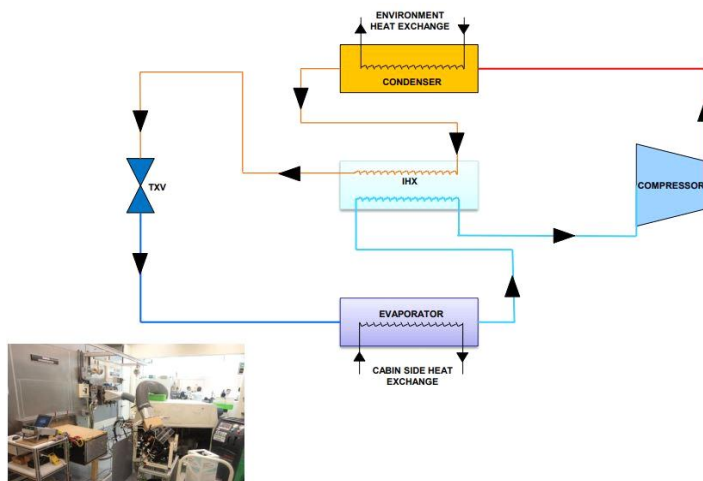 ENVIRONMENT
HEAT EXCHANGE
CONDENSER
TXV
IHX
COMPRESSOR
EVAPORATOR
CABIN SIDE HEAT
EXCHANGE